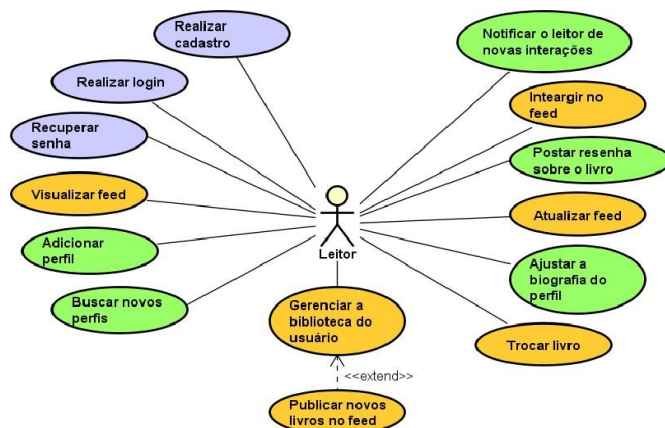 Realizar
cadastro
Realizar login
Recuperar
senha
Visualizar feed
Adicionar
perfil
Buscar novos
perfis
Leitor
Gerenciar a
biblioteca do
usuário
<<extend>>
Publicar novos
livros no feed
Notificar o leitor de
novas interações
Inteargir no
feed
Postar resenha
sobre o livro
Atualizar feed
Ajustar a
biografia do
perfil
Trocar livro